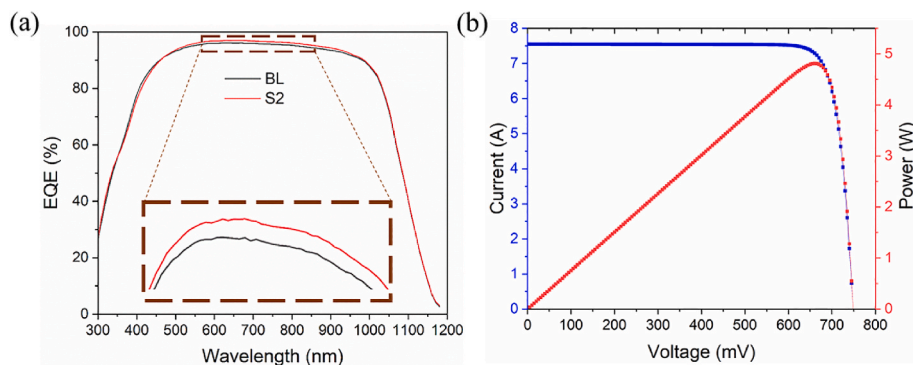 (a)
EQE (%)
100
80
60
40
20
0
BL
S2
300 400 500 600 700 800 900 1000 1100 1200
Wavelength (nm)
(b)
Current (A)
8
7
6
5
4
3
2
1
0
0 100 200 300 400 500 600 700 800
Voltage (mV)
5
4
3
2
1
0
Power (W)